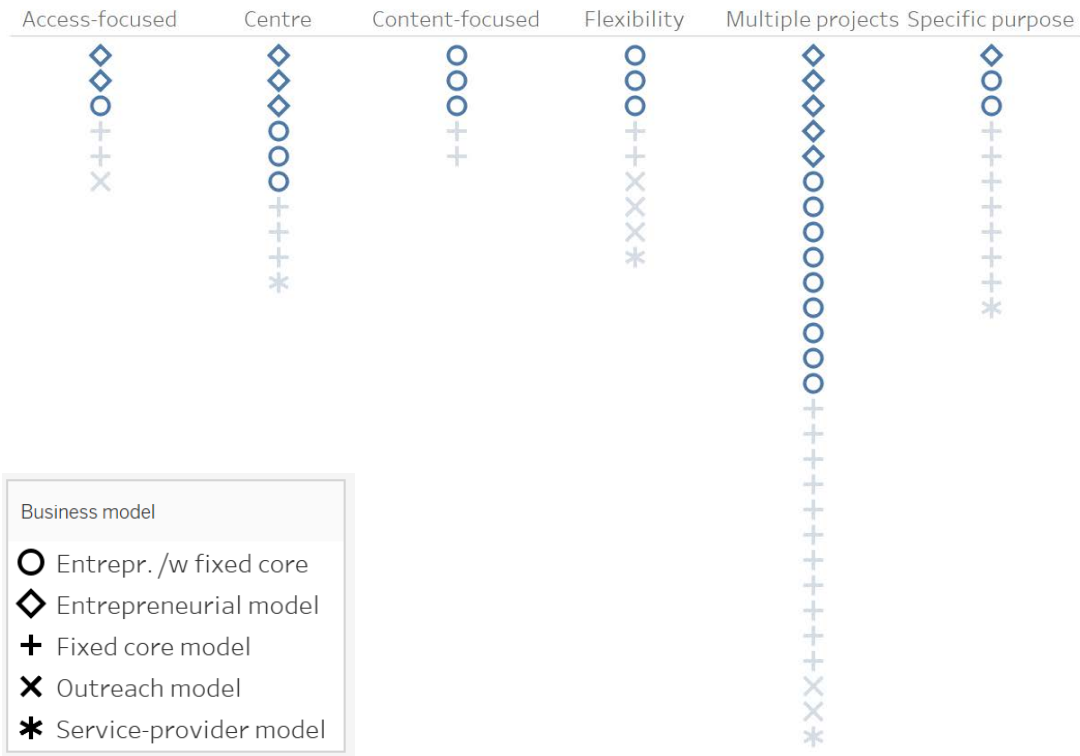 Access-focused Centre Content-focused Flexibility Multiple projects Specific purpose
Business model
Entrepr. /w fixed core
Entrepreneurial model
Fixed core model
Outreach model
Service-provider model